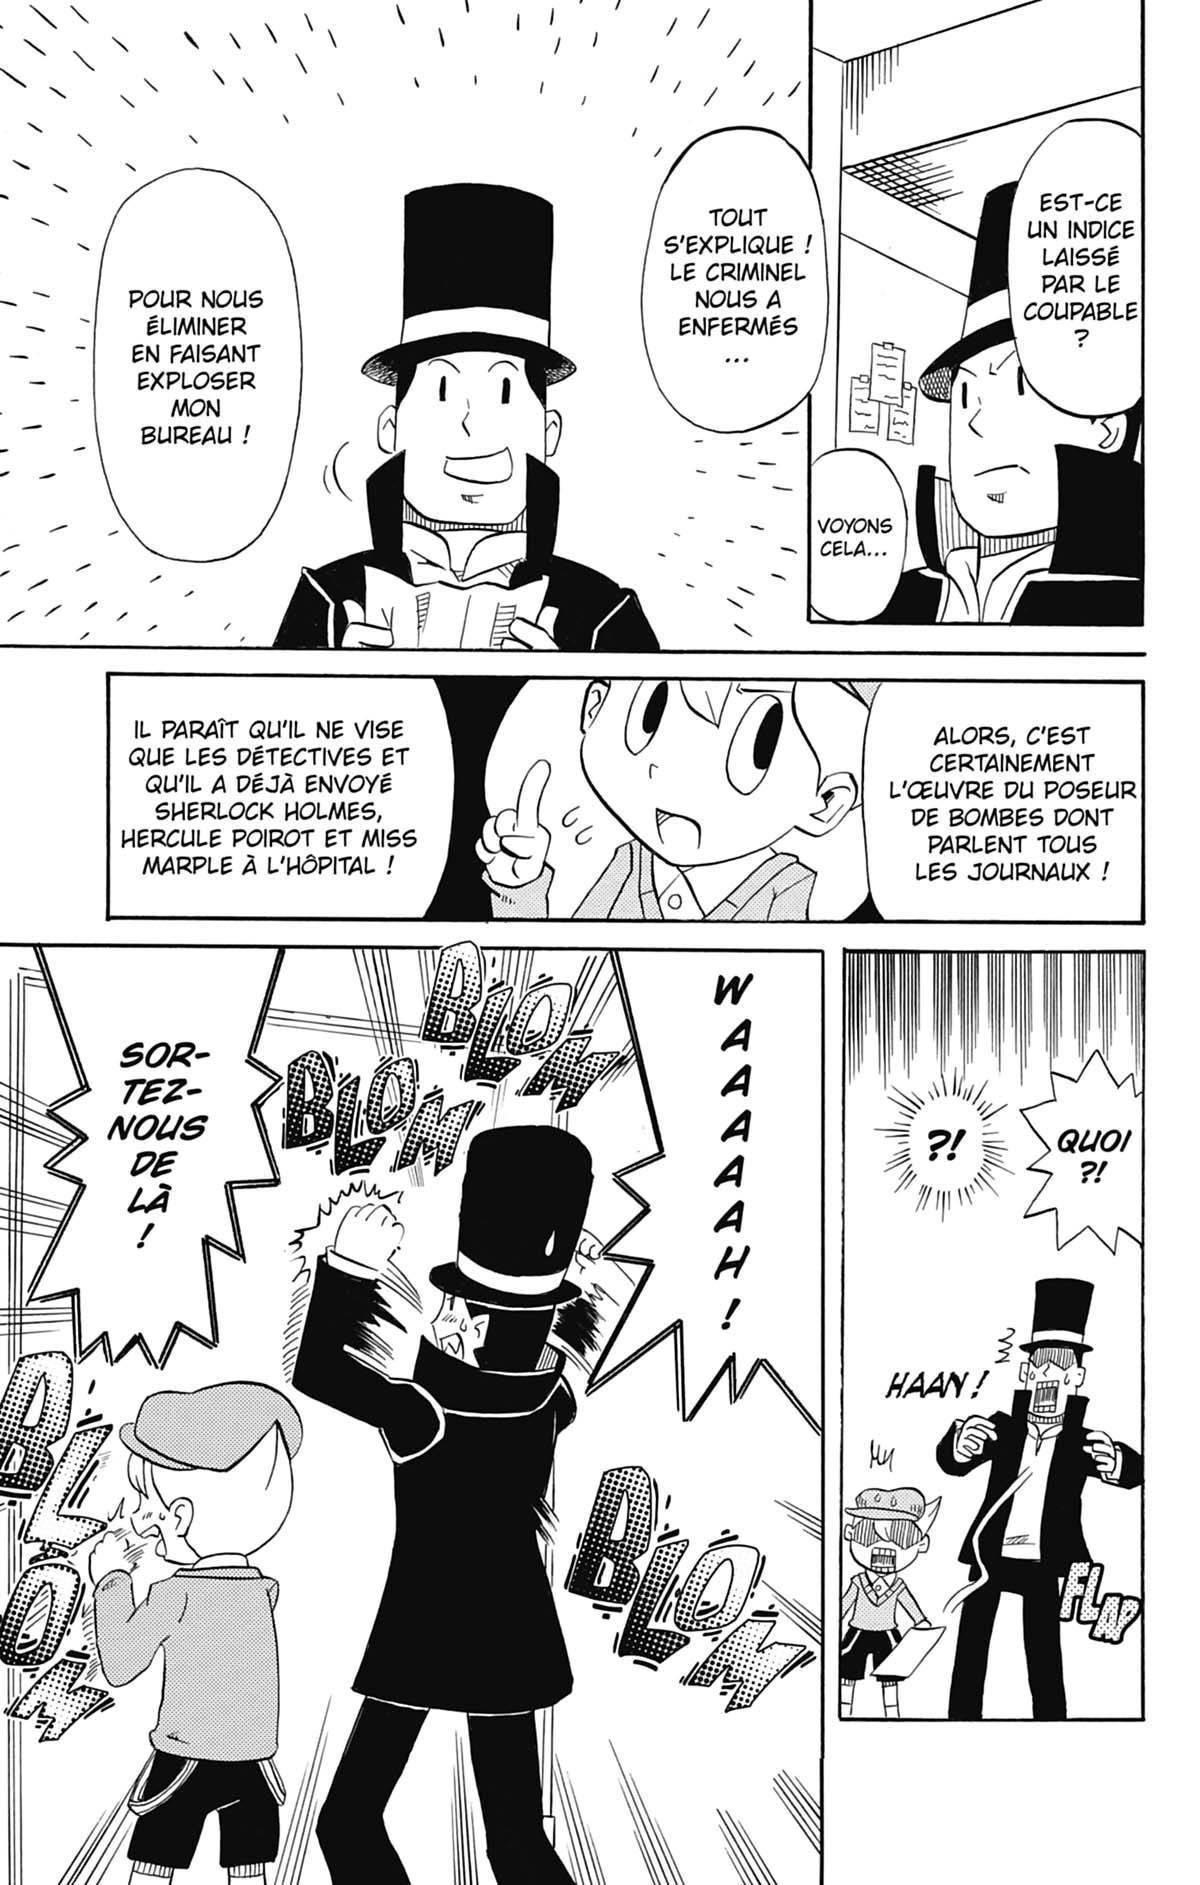 EST-CE
UN INDICE
LAISSÉ
PAR LE
COUPABLE
?
VOYONS
CELA...
TOUT
S'EXPLIQUE !
LE CRIMINEL
NOUS A
ENFERMÉS
...
POUR NOUS
ÉLIMINER
EN FAISANT
EXPLOSER
MON
BUREAU !
ALORS, C'EST
CERTAINEMENT
L'ŒUVRE DU POSEUR
DE BOMBES DONT
PARLENT TOUS
LES JOURNAUX !
IL PARAÎT QU'IL NE VISE
QUE LES DÉTECTIVES ET
QU'IL A DÉJÀ ENVOYÉ
SHERLOCK HOLMES,
HERCULE POIROT ET MISS
MARPLE À L'HÔPITAL !
QUOI
?!
?!
HAAN !
FLAP
WAAAAAH !
BLOM
BLOM
SOR-
TEZ-
NOUS
DE
LÀ
!
BLOM
BLOM